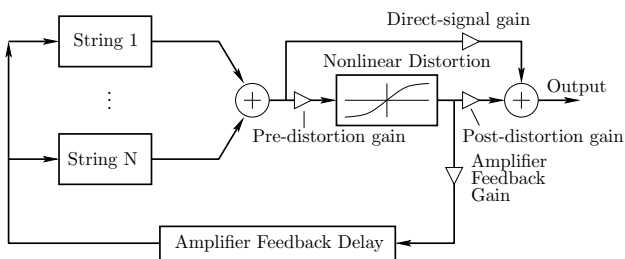 Direct-signal gain
String 1
Nonlinear Distortion
Output
⋮
+
+
Pre-distortion gain
Post-distortion gain
String N
Amplifier
Feedback
Gain
Amplifier Feedback Delay